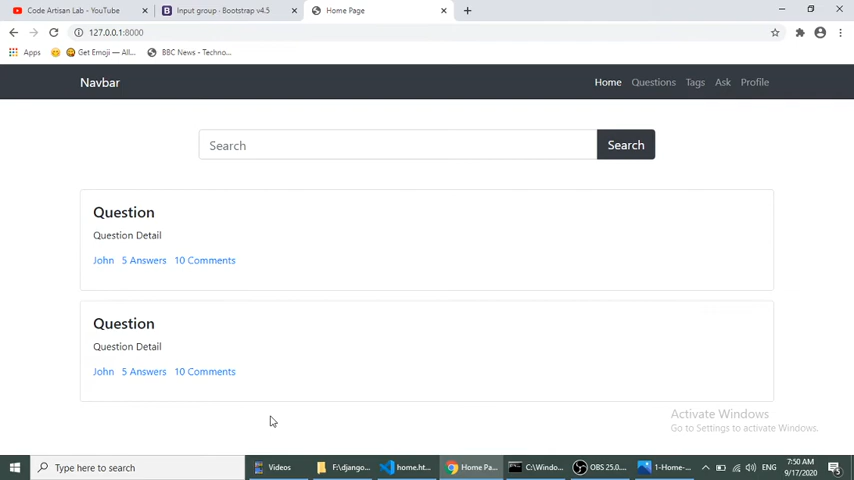 Code Artisan Lab - YouTube
Input group · Bootstrap v4.5
Home Page
127.0.0.1:8000
Apps
Get Emoji — All...
BBC News - Techno...
Navbar
Home
Questions
Tags
Ask
Profile
Search
Search
Question
Question Detail
John 5 Answers 10 Comments
Question
Question Detail
John 5 Answers 10 Comments
Activate Windows
Go to Settings to activate Windows.
Type here to search
Videos
F:\django...
home.ht...
Home Pa...
C:\Windo...
OBS 25.0....
1-Home-...
ENG
7:50 AM
9/17/2020
5